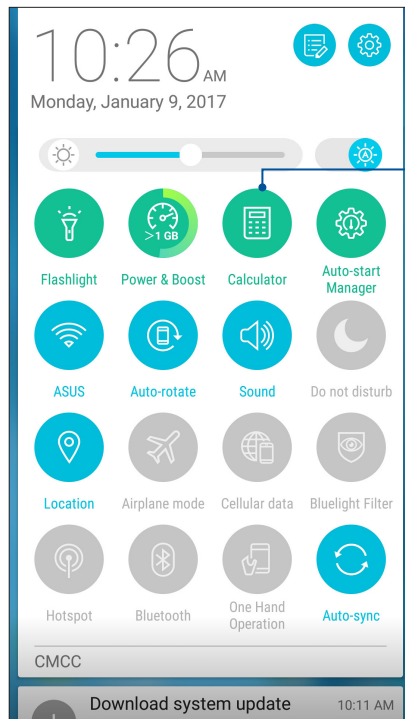 10:26 AM
Monday, January 9, 2017
A
>1 GB
Flashlight
Power & Boost
Calculator
Auto-start
Manager
ASUS
Auto-rotate
Sound
Do not disturb
Location
Airplane mode
Cellular data
Bluelight Filter
Hotspot
Bluetooth
One Hand
Operation
Auto-sync
CMCC
Download system update 10:11 AM